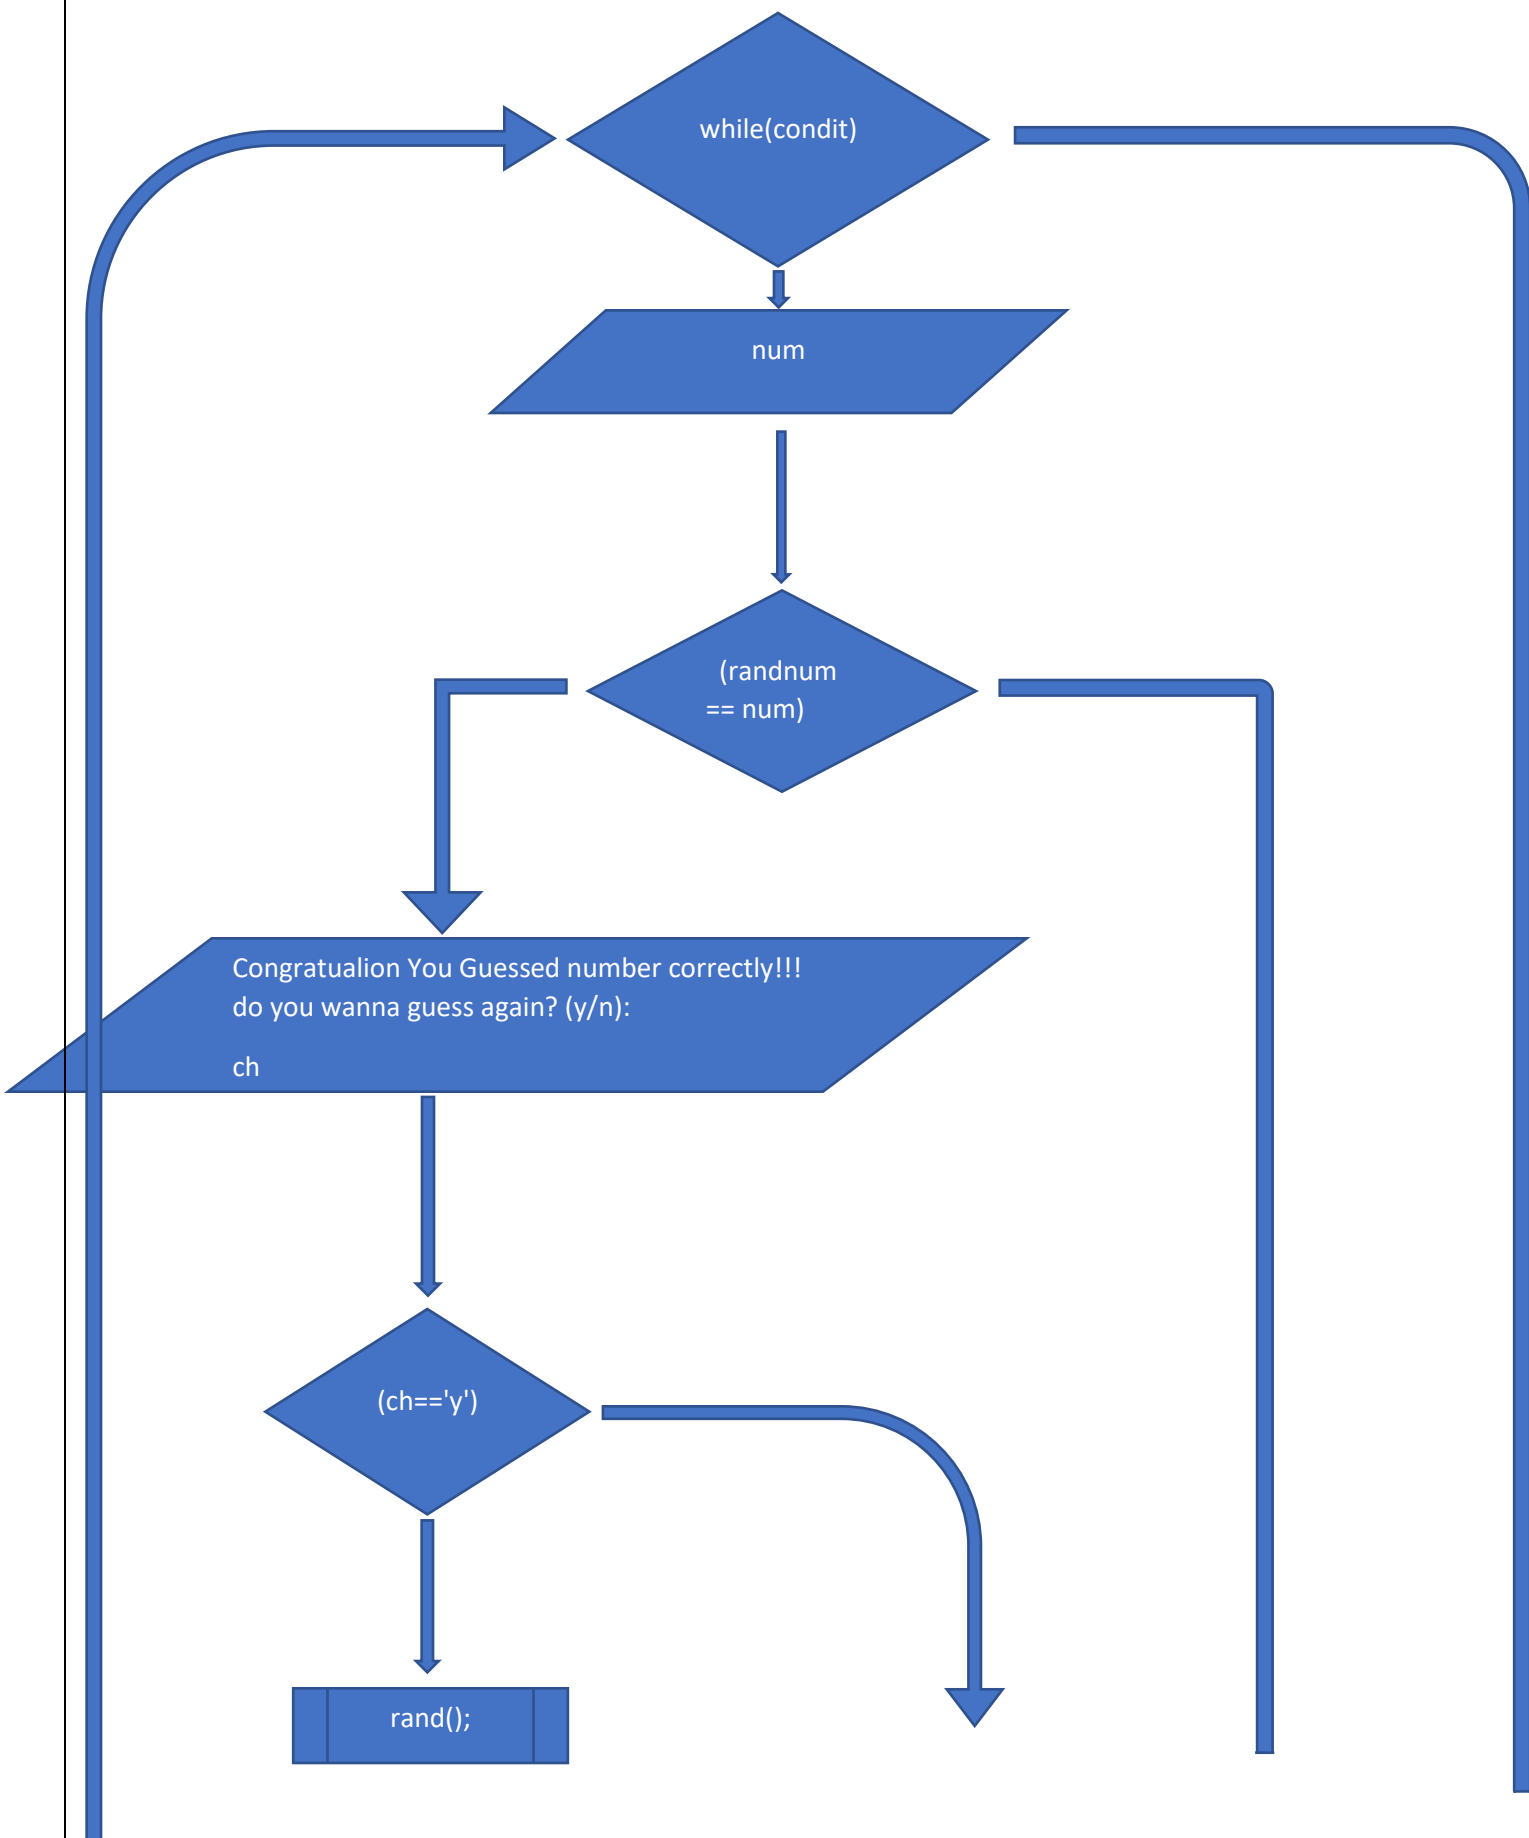 while(condit)
num
(randnum
== num)
Congratualion You Guessed number correctly!!!
do you wanna guess again? (y/n):
ch
(ch=='y')
rand();